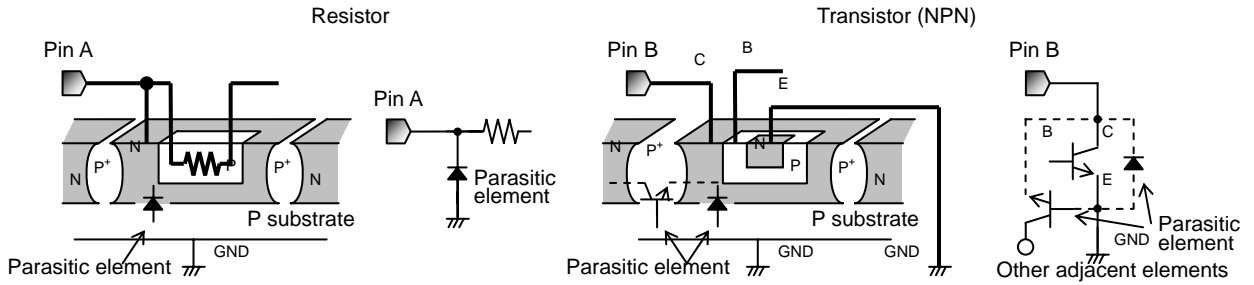 Resistor
Transistor (NPN)
Pin A
Pin A
N
P+
N
P
P+
N
Parasitic
element
P substrate
GND
Parasitic element
Pin B
C
B
E
N
P+
N
P
P+
N
P substrate
GND
GND
Parasitic element
Pin B
B
C
E
GND
Parasitic
element
Other adjacent elements